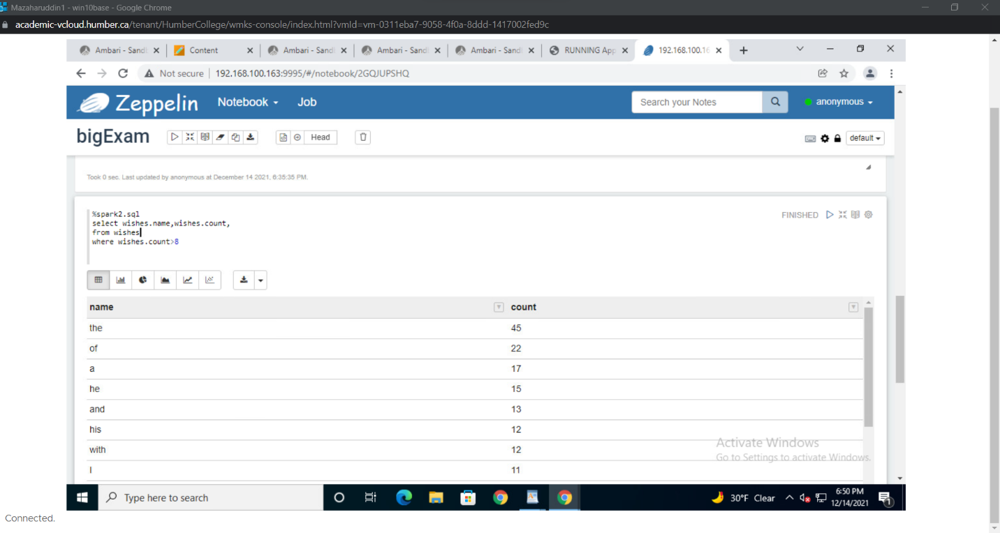 Mazaharuddin1 - win10base - Google Chrome
academic-vcloud.humber.ca/tenant/HumberCollege/wmks-console/index.html?vmId=vm-0311eba7-9058-4f0a-8ddd-1417002fed9c
Ambari - Sand Content Ambari - Sand Ambari - Sand Ambari - Sand RUNNING App 192.168.100.16
Not secure 192.168.100.163:9995/#/notebook/2GQJUPSHQ
Zeppelin Notebook Job Search your Notes anonymous
bigExam Head default
Took 0 sec. Last updated by anonymous at December 14 2021, 6:35:35 PM.
%spark2.sql
FINISHED
select wishes.name,wishes.count,
from wishes
where wishes.count>8
name count
the 45
of 22
a 17
he 15
and 13
his 12
with 12
I 11
Activate Windows
Go to Settings to activate Windows.
Type here to search
30°F Clear
6:50 PM
12/14/2021
1
Connected.